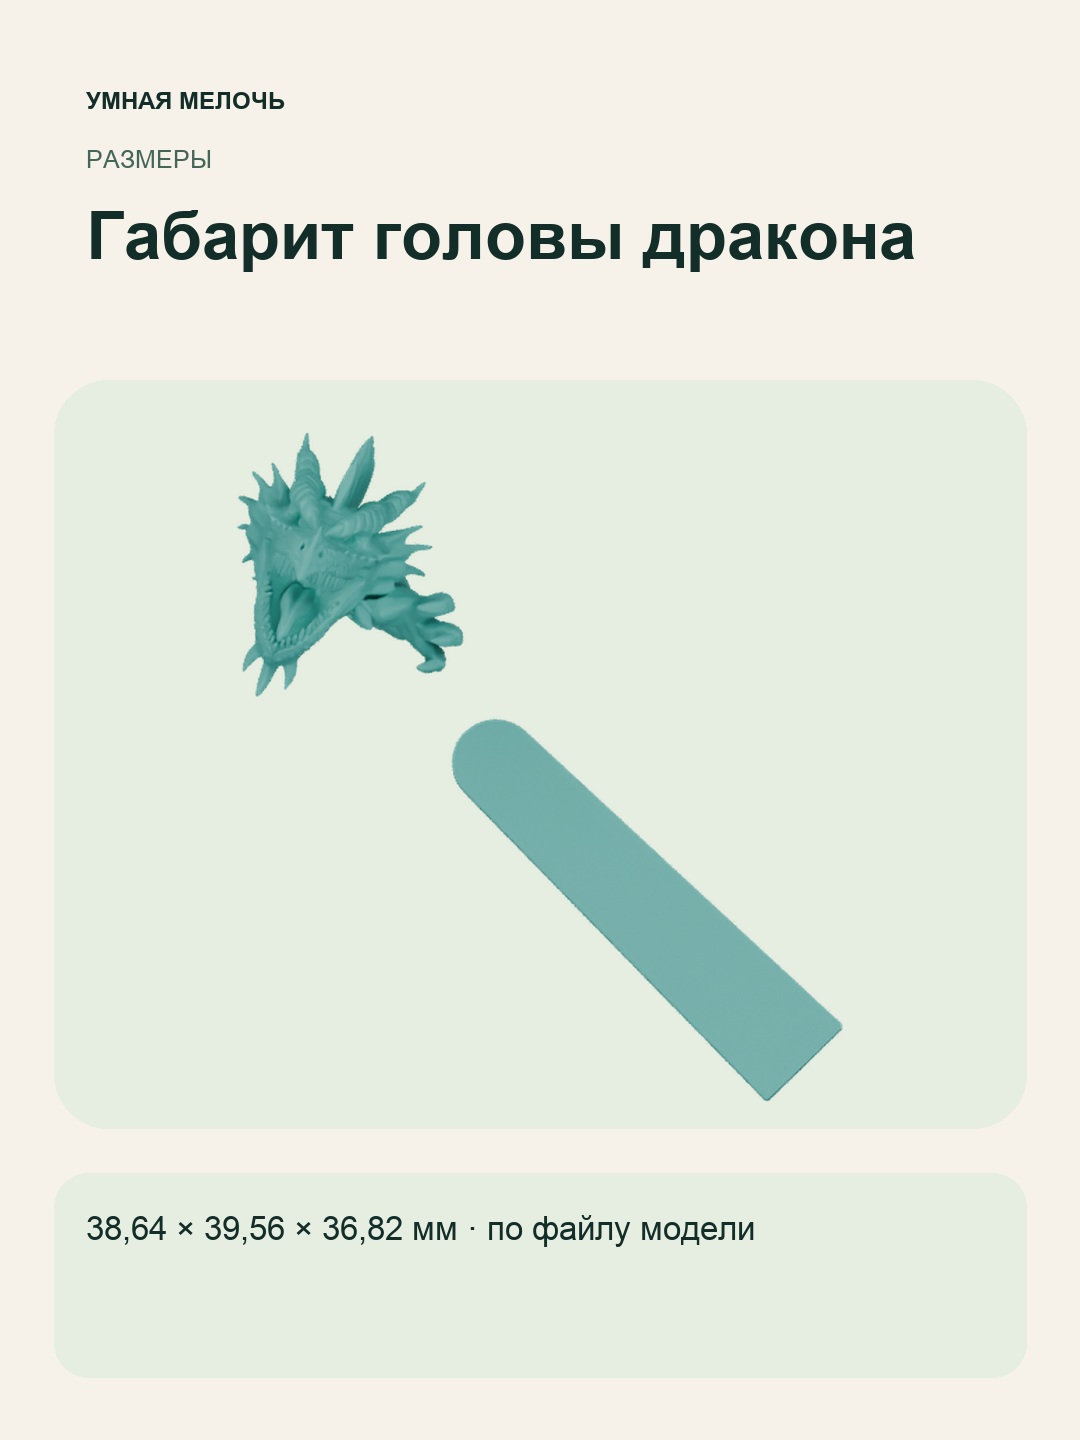 УМНАЯ МЕЛОЧЬ
РАЗМЕРЫ
Габарит головы дракона
38,64 × 39,56 × 36,82 мм · по файлу модели